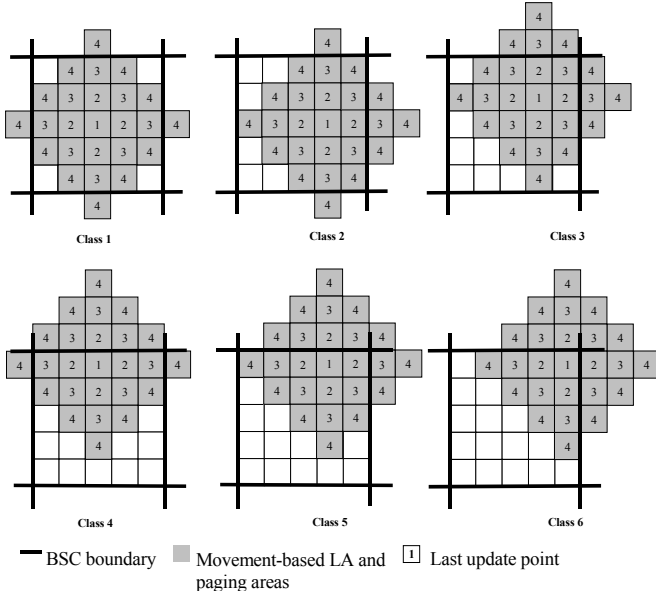 4
4 3 4
4 3 2 3 4
4 3 2 1 2 3 4
4 3 2 3 4
4 3 4
4
Class 1
4
4 3 4
4 3 2 3 4
4 3 2 1 2 3 4
4 3 2 3 4
4 3 4
4
Class 2
4
4 3 4
4 3 2 3 4
4 3 2 1 2 3 4
4 3 2 3 4
4 3 4
4
Class 3
4
4 3 4
4 3 2 3 4
4 3 2 1 2 3 4
4 3 2 3 4
4 3 4
4
Class 4
4
4 3 4
4 3 2 3 4
4 3 2 1 2 3 4
4 3 2 3 4
4 3 4
4
Class 5
4
4 3 4
4 3 2 3 4
4 3 2 1 2 3 4
4 3 2 3 4
4 3 4
4
Class 6
BSC boundary
Movement-based LA and
paging areas
1 Last update point